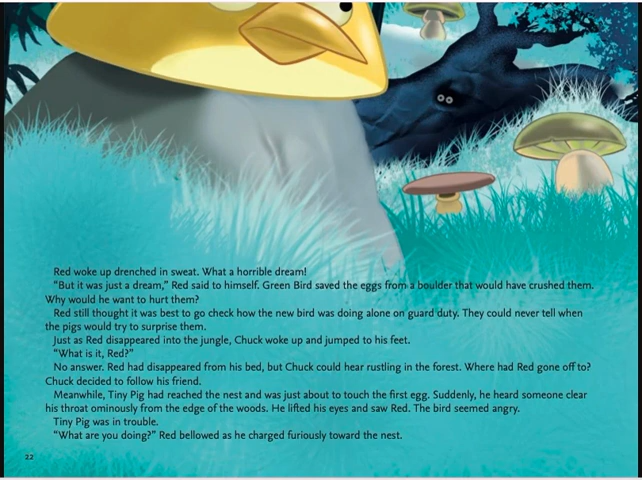 Red woke up drenched in sweat. What a horrible dream!
“But it was just a dream,” Red said to himself. Green Bird saved the eggs from a boulder that would have crushed them.
Why would he want to hurt them?
Red still thought it was best to go check how the new bird was doing alone on guard duty. They could never tell when
the pigs would try to surprise them.
Just as Red disappeared into the jungle, Chuck woke up and jumped to his feet.
“What is it, Red?”
No answer. Red had disappeared from his bed, but Chuck could hear rustling in the forest. Where had Red gone off to?
Chuck decided to follow his friend.
Meanwhile, Tiny Pig had reached the nest and was just about to touch the first egg. Suddenly, he heard someone clear
his throat ominously from the edge of the woods. He lifted his eyes and saw Red. The bird seemed angry.
Tiny Pig was in trouble.
“What are you doing?” Red bellowed as he charged furiously toward the nest.
22